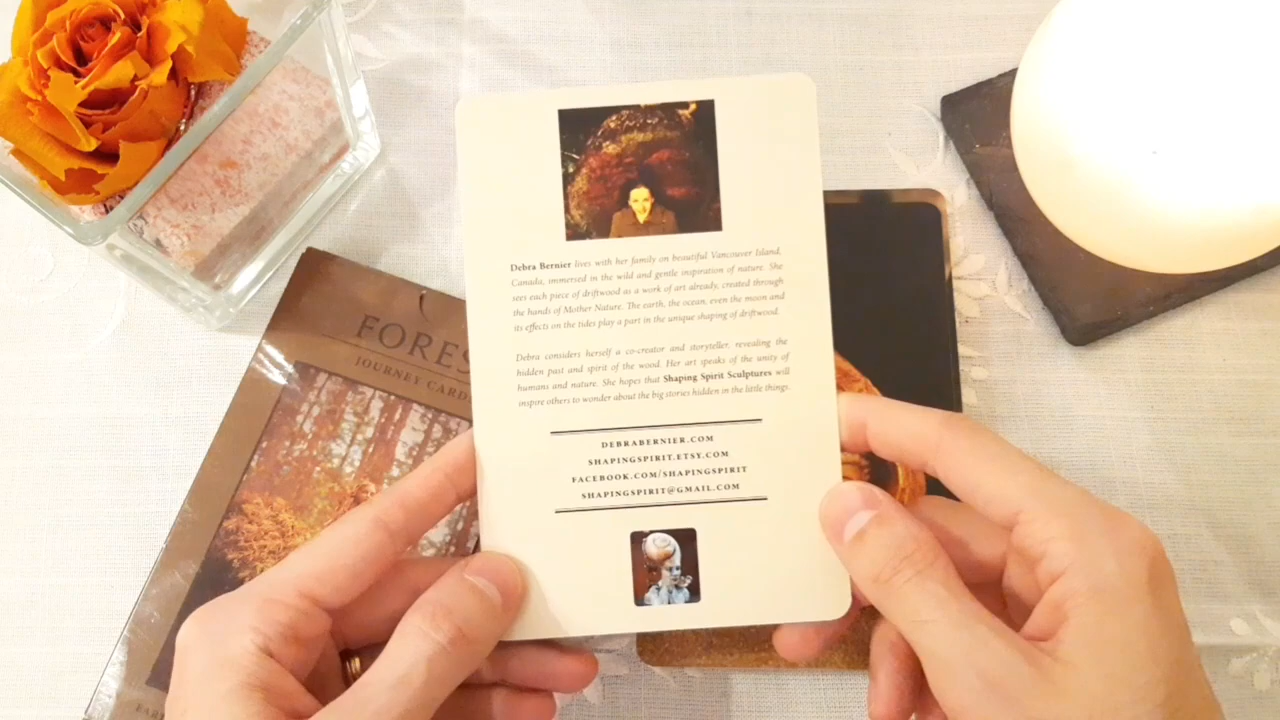 Debra Bernier lives with her family on beautiful Vancouver Island,
Canada, immersed in the wild and gentle inspiration of nature. She
sees each piece of driftwood as a work of art already, created through
the hands of Mother Nature. The earth, the ocean, even the moon and
its effects on the tides play a part in the unique shaping of driftwood.
Debra considers herself a co-creator and storyteller, revealing the
hidden past and spirit of the wood. Her art speaks of the unity of
humans and nature. She hopes that Shaping Spirit Sculptures will
inspire others to wonder about the big stories hidden in the little things.
DEBRABERNIER.COM
SHAPINGSPIRIT.ETSY.COM
FACEBOOK.COM/SHAPINGSPIRIT
SHAPINGSPIRIT@GMAIL.COM
FORES
JOURNEY CARD